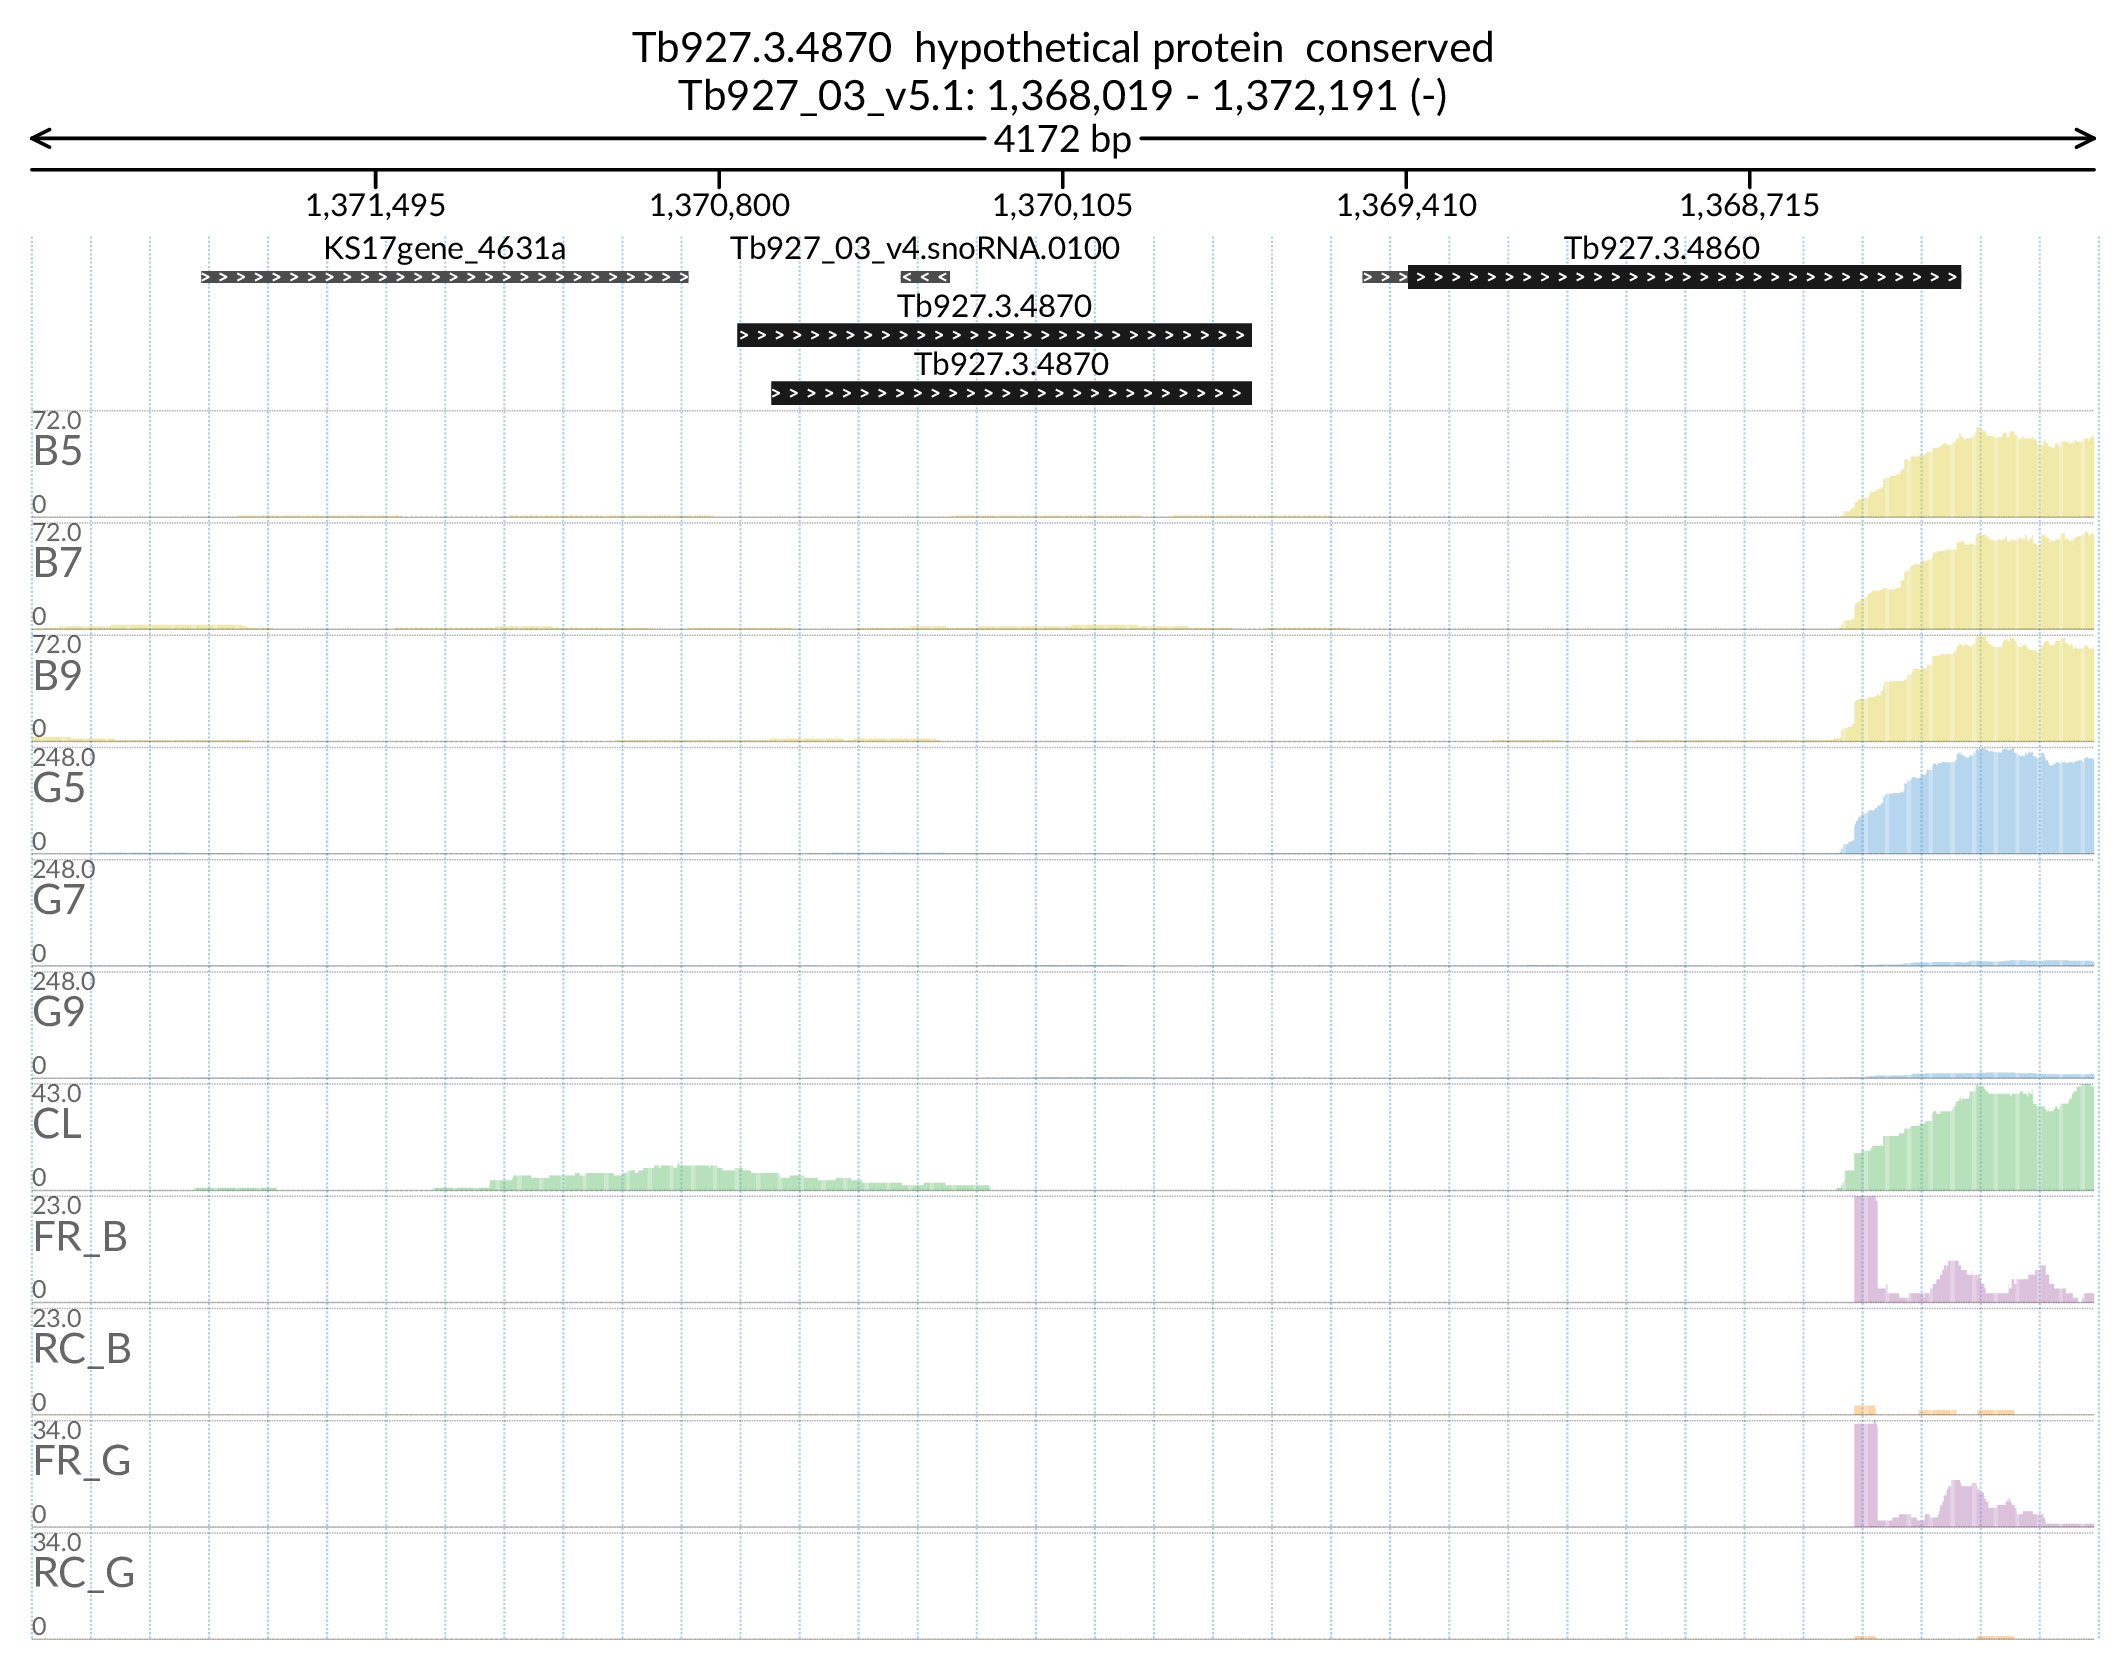 Tb927.3.4870 hypothetical protein conserved
Tb927_03_v5.1: 1,368,019 - 1,372,191 (-)
4172 bp
1,371,495 1,370,800 1,370,105 1,369,410 1,368,715
KS17gene_4631a Tb927_03_v4.snoRNA.0100 Tb927.3.4860
Tb927.3.4870
Tb927.3.4870
72.0
B5
0
72.0
B7
0
72.0
B9
0
248.0
G5
0
248.0
G7
0
248.0
G9
0
43.0
CL
0
23.0
FR_B
0
23.0
RC_B
0
34.0
FR_G
0
34.0
RC_G
0